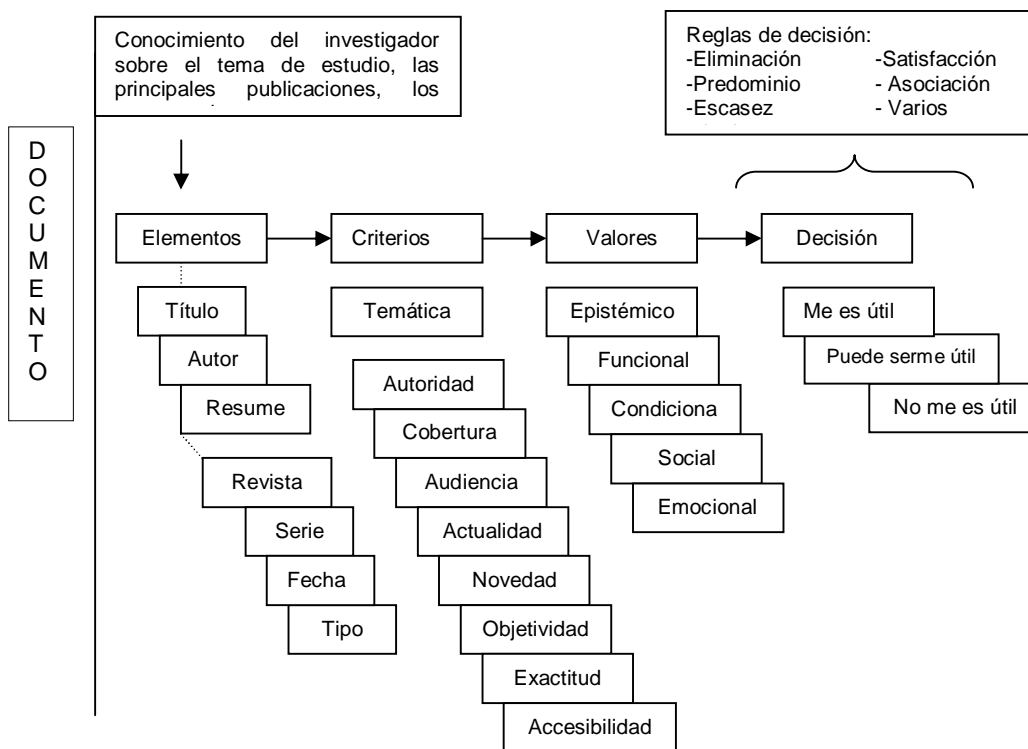 Conocimiento del investigador
sobre el tema de estudio, las
principales publicaciones, los
Reglas de decisión:
-Eliminación -Satisfacción
-Predominio - Asociación
-Escasez - Varios
DOCUMENTO
Elementos
Criterios
Valores
Decisión
Título
Autor
Resume
Revista
Serie
Fecha
Tipo
Temática
Autoridad
Cobertura
Audiencia
Actualidad
Novedad
Objetividad
Exactitud
Accesibilidad
Epistémico
Funcional
Condiciona
Social
Emocional
Me es útil
Puede serme útil
No me es útil